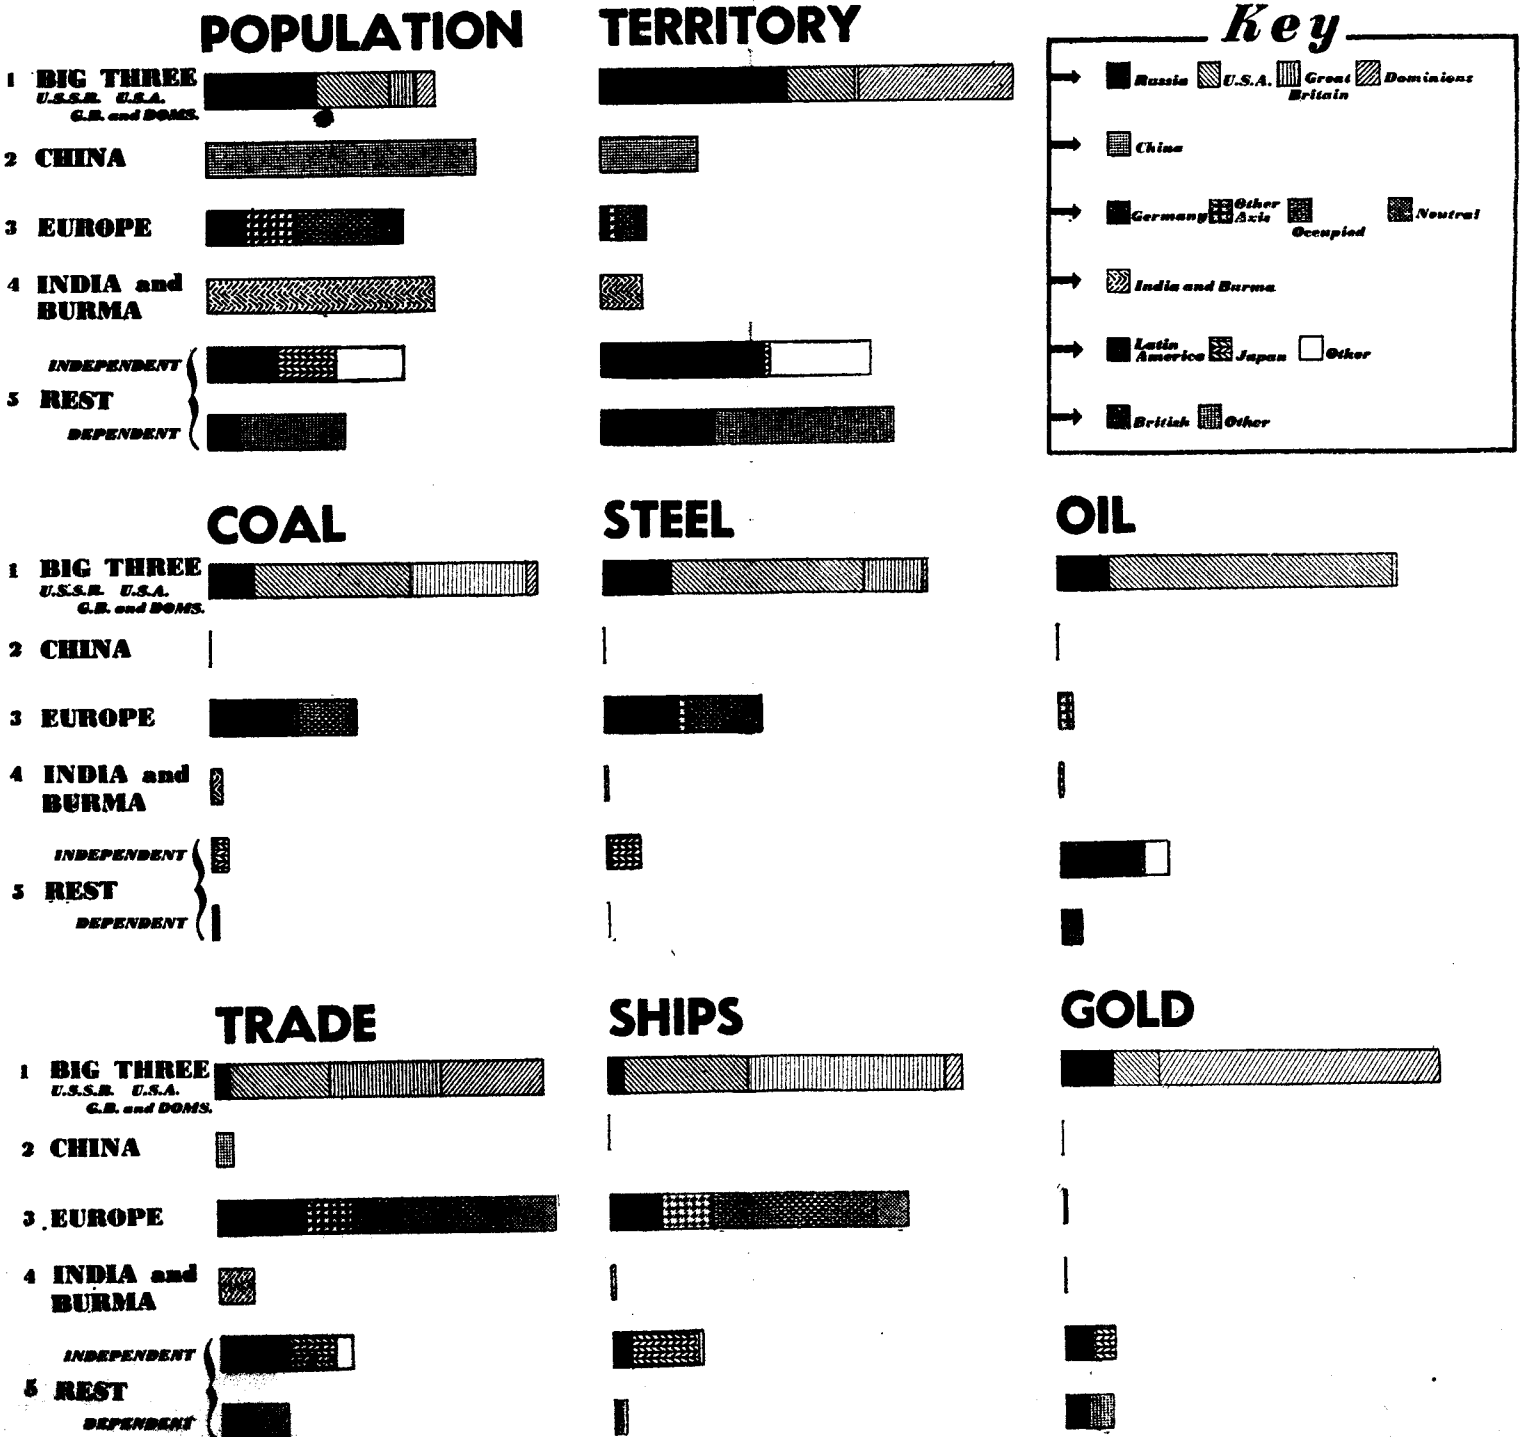 POPULATION
1 BIG THREE
U.S.S.R. U.S.A.
G.B. and DOMS.
2 CHINA
3 EUROPE
4 INDIA and
BURMA
INDEPENDENT
5 REST
DEPENDENT
TERRITORY
Key
Russia U.S.A. Great Dominions
Britain
China
Germany Other Neutral
Axis
Occupied
India and Burma
Latin Japan Other
America
British Other
COAL
STEEL
OIL
1 BIG THREE
U.S.S.R. U.S.A.
G.B. and DOMS.
2 CHINA
3 EUROPE
4 INDIA and
BURMA
INDEPENDENT
5 REST
DEPENDENT
TRADE
SHIPS
GOLD
1 BIG THREE
U.S.S.R. U.S.A.
G.B. and DOMS.
2 CHINA
3 EUROPE
4 INDIA and
BURMA
INDEPENDENT
5 REST
DEPENDENT